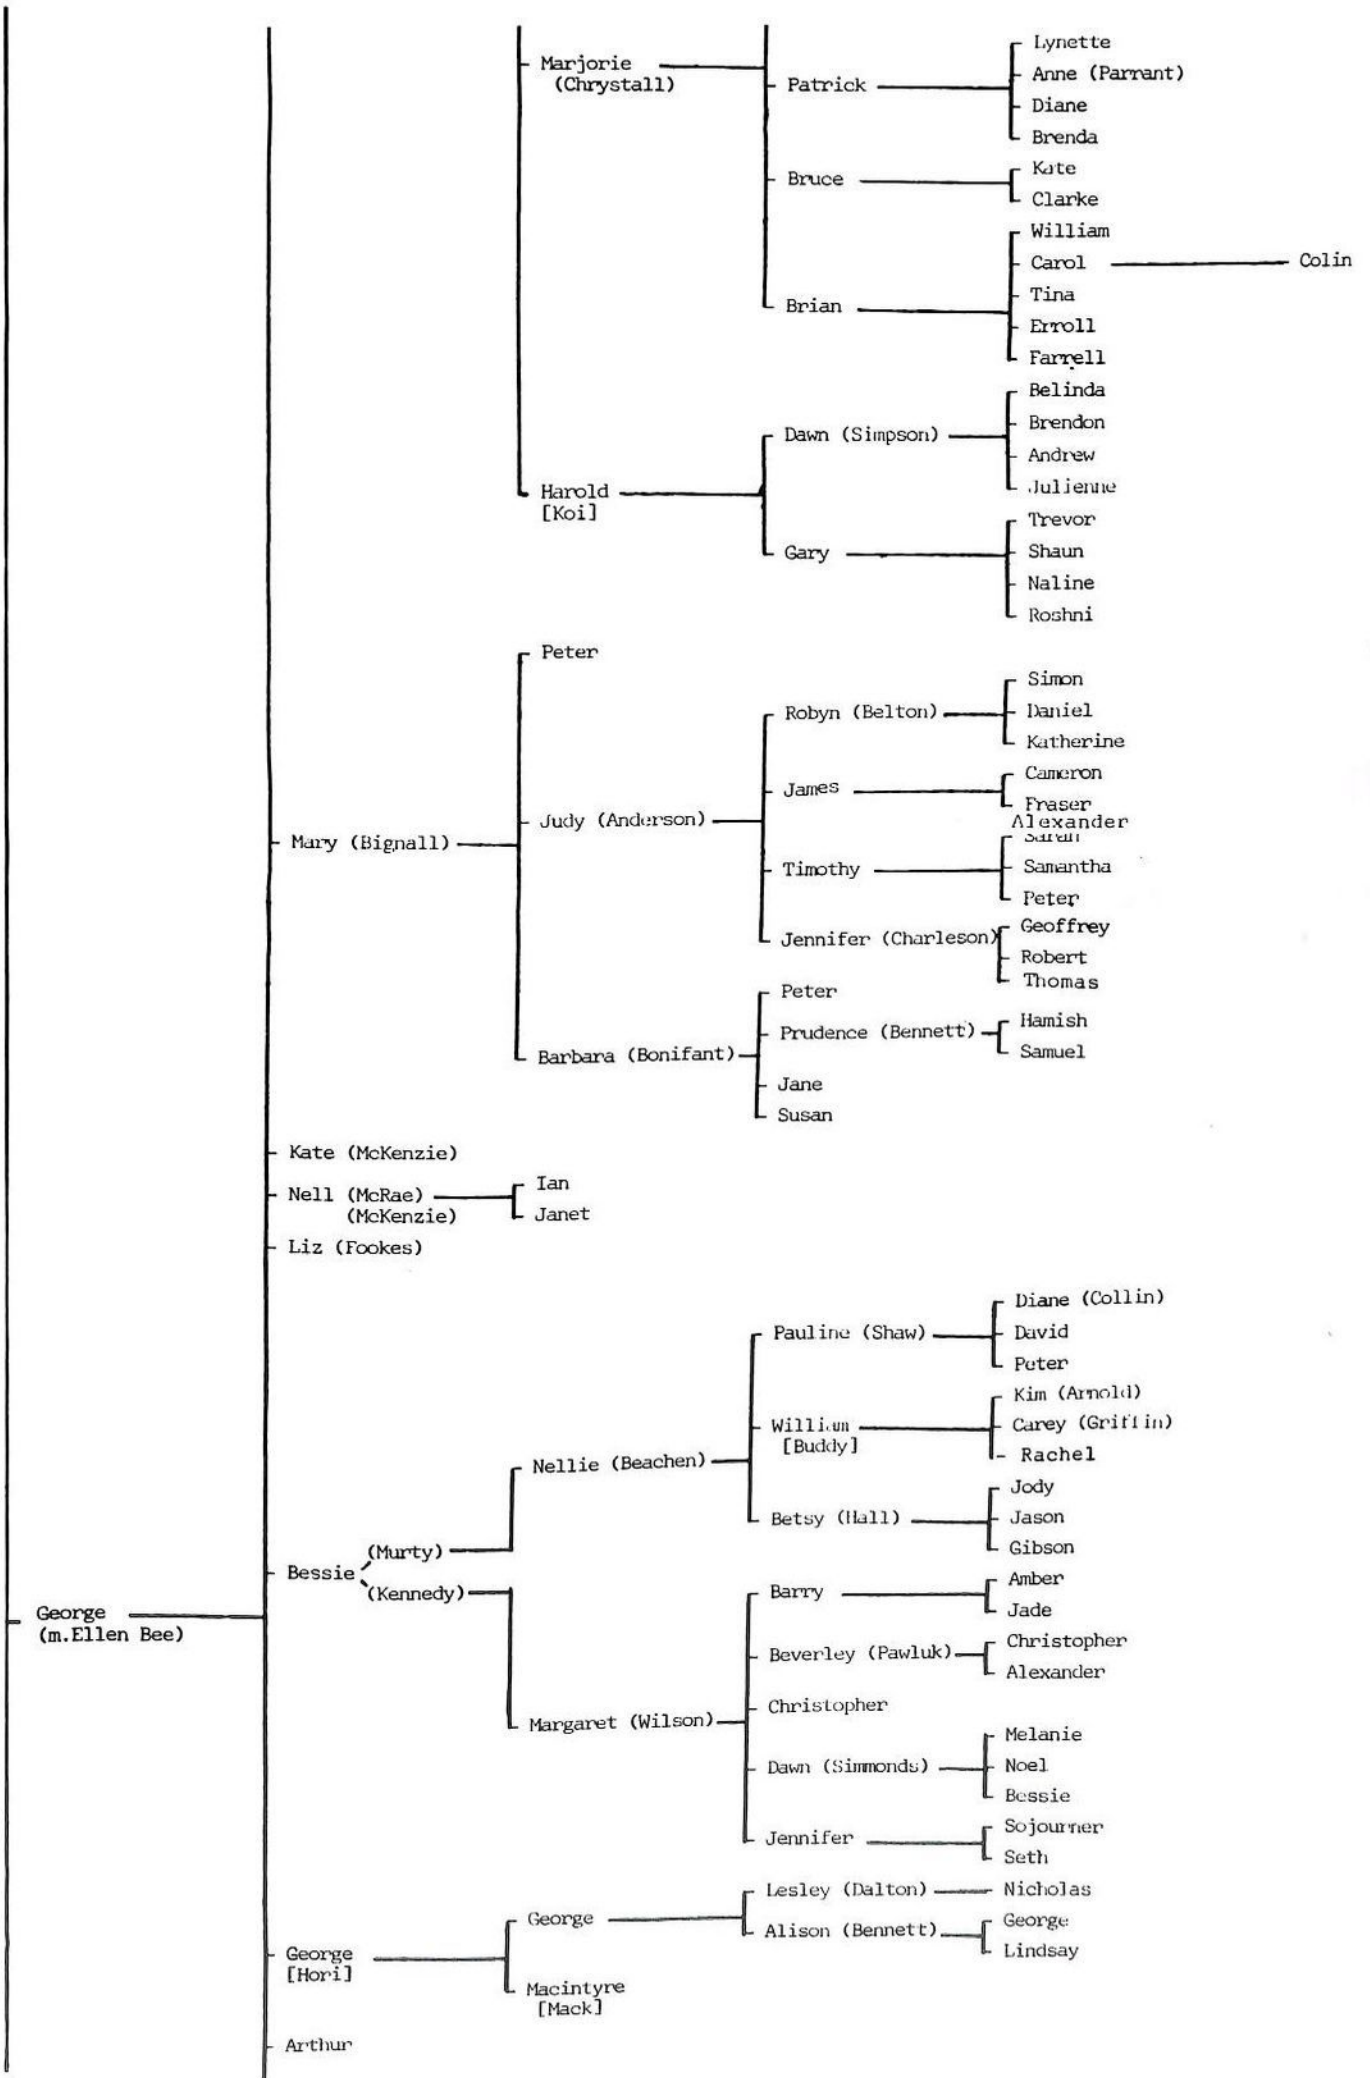 Lynette
Marjorie
(Chrystall)
Patrick
Anne (Parrant)
Diane
Brenda
Bruce
Kate
Clarke
William
Carol
Colin
Tina
Brian
Erroll
Farrell
Belinda
Brendon
Dawn (Simpson)
Andrew
Julienne
Harold
[Koi]
Trevor
Gary
Shaun
Naline
Roshni
Peter
Simon
Robyn (Belton)
Daniel
Katherine
Cameron
James
Fraser
Alexander
Judy (Anderson)
Mary (Bignall)
Sarah
Timothy
Samantha
Peter
Geoffrey
Jennifer (Charleson)
Robert
Thomas
Peter
Hamish
Prudence (Bennett)
Samuel
Barbara (Bonifant)
Jane
Susan
Kate (McKenzie)
Ian
Nell (McRae)
(McKenzie)
Janet
Liz (Fookes)
Diane (Collin)
Pauline (Shaw)
David
Peter
Kim (Arnold)
William
[Buddy]
Carey (Griffin)
Rachel
Nellie (Beachen)
Jody
Betsy (Hall)
Jason
Gibson
(Murty)
Bessie
(Kennedy)
Amber
Barry
Jade
George
(m.Ellen Bee)
Christopher
Beverley (Pawluk)
Alexander
Christopher
Margaret (Wilson)
Melanie
Dawn (Simmonds)
Noel
Bessie
Sojourner
Jennifer
Seth
Lesley (Dalton)
Nicholas
George
George
Alison (Bennett)
Lindsay
George
[Hori]
Macintyre
[Mack]
Arthur